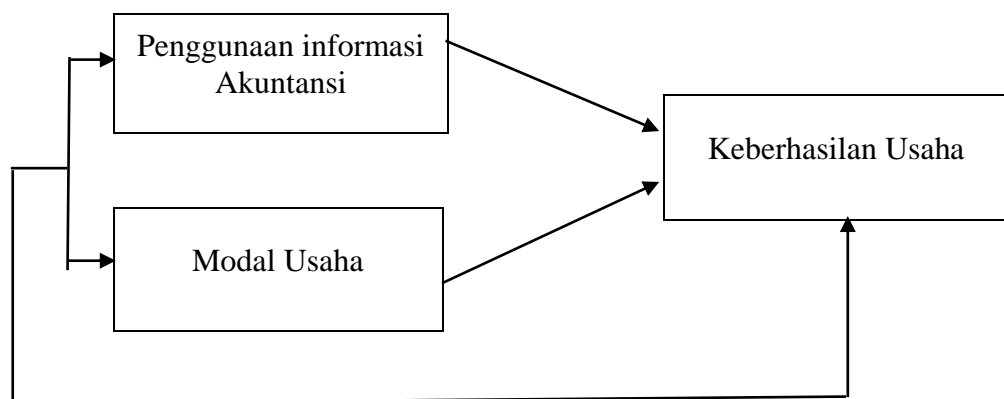 Penggunaan informasi
Akuntansi
Keberhasilan Usaha
Modal Usaha